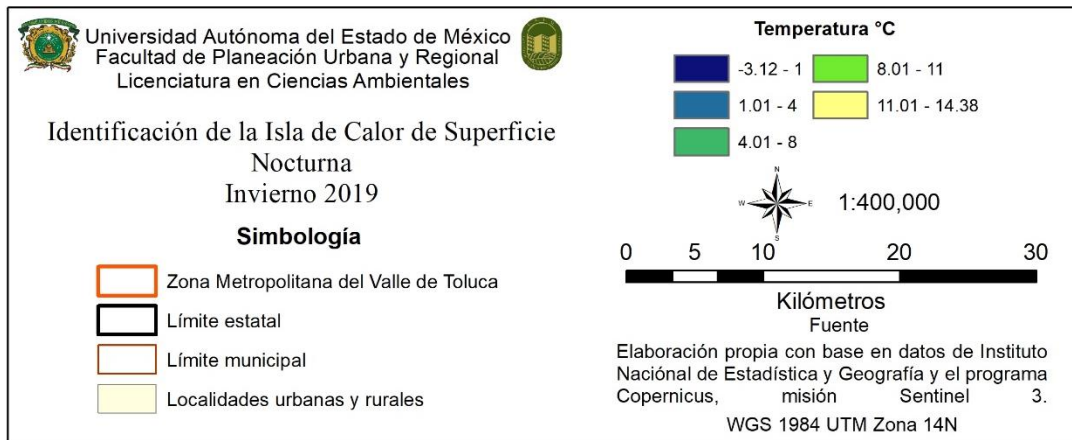 Universidad Autónoma del Estado de México
Facultad de Planeación Urbana y Regional
Licenciatura en Ciencias Ambientales
Identificación de la Isla de Calor de Superficie
Nocturna
Invierno 2019
Simbología
Zona Metropolitana del Valle de Toluca
Límite estatal
Límite municipal
Localidades urbanas y rurales
Temperatura °C
-3.12 - 1
1.01 - 4
4.01 - 8
8.01 - 11
11.01 - 14.38
N
W E
S
1:400,000
0 5 10 20 30
Kilómetros
Fuente
Elaboración propia con base en datos de Instituto
Naciónal de Estadística y Geografía y el programa
Copernicus, misión Sentinel 3.
WGS 1984 UTM Zona 14N